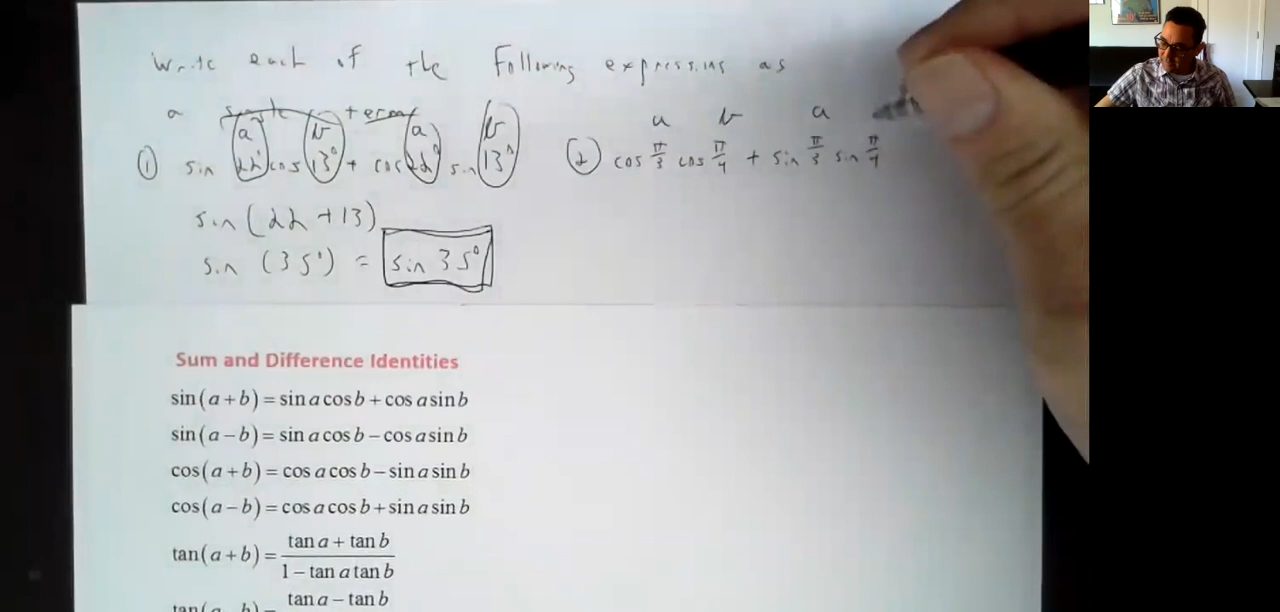 Write each of the Following expressions as
a single term
a b a b a b a
① sin 22° cos 13° + cos 22° sin 13° ② cos π/3 cos π/4 + sin π/3 sin π/4
sin (22 + 13)
sin (35°) = sin 35°
Sum and Difference Identities
sin(a + b) = sin a cos b + cos a sin b
sin(a − b) = sin a cos b − cos a sin b
cos(a + b) = cos a cos b − sin a sin b
cos(a − b) = cos a cos b + sin a sin b
tan(a + b) = tan a + tan b / 1 − tan a tan b
tan(a − b) = tan a − tan b